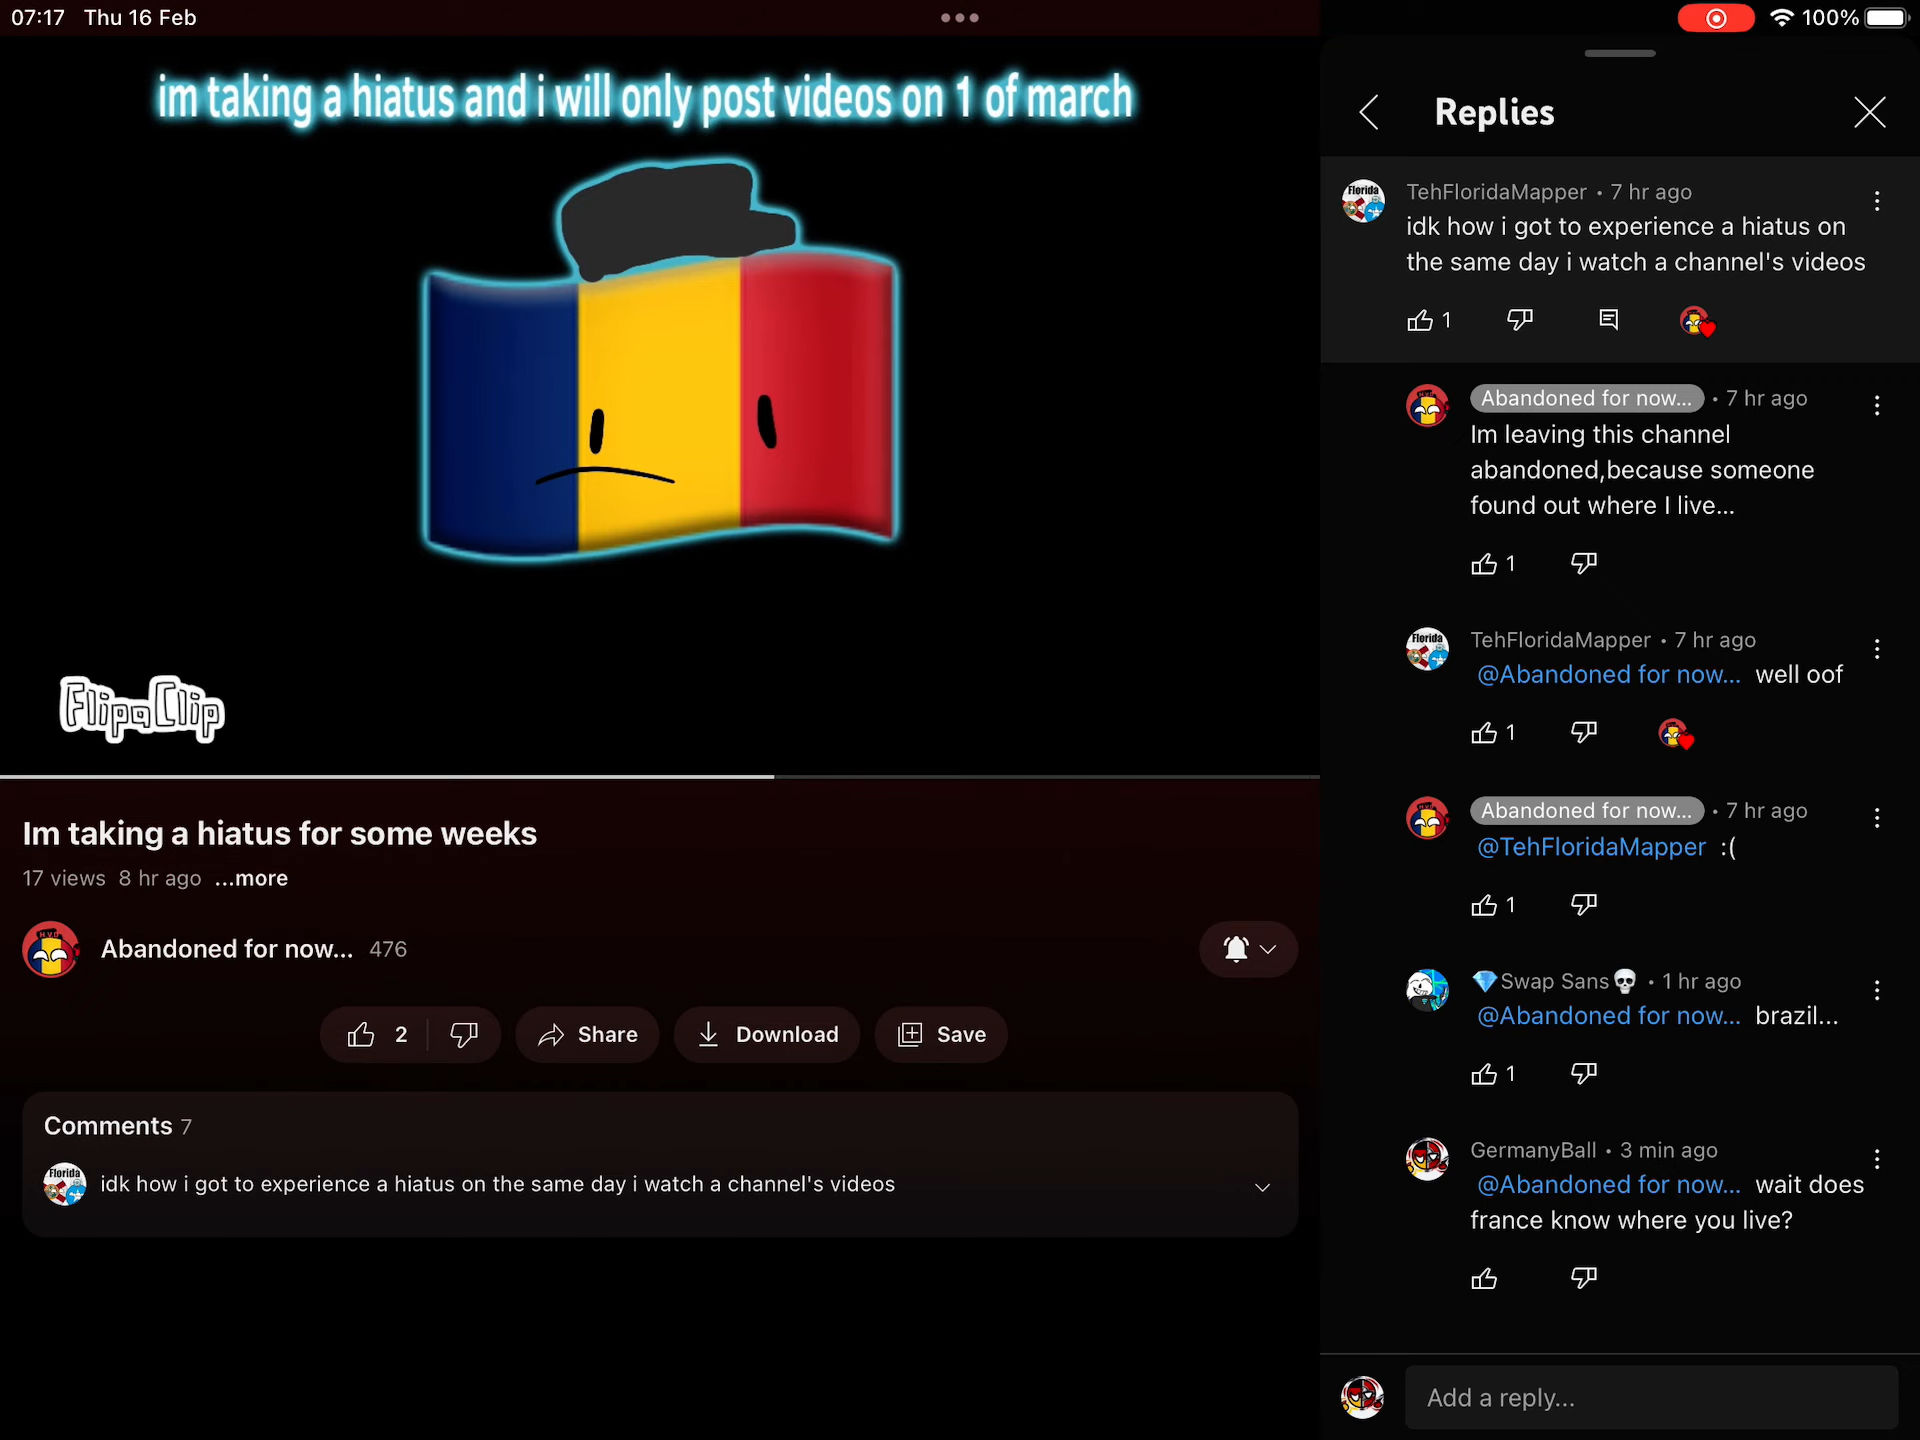 07:17 Thu 16 Feb
100%
im taking a hiatus and i will only post videos on 1 of march
FlipaClip
Im taking a hiatus for some weeks
17 views 8 hr ago ...more
Abandoned for now... 476
2
Share
Download
Save
Comments 7
Florida
idk how i got to experience a hiatus on the same day i watch a channel's videos
Replies
Florida
TehFloridaMapper • 7 hr ago
idk how i got to experience a hiatus on
the same day i watch a channel's videos
1
Abandoned for now... • 7 hr ago
Im leaving this channel
abandoned,because someone
found out where I live...
1
Florida
TehFloridaMapper • 7 hr ago
@Abandoned for now... well oof
1
Abandoned for now... • 7 hr ago
@TehFloridaMapper :(
1
💎Swap Sans💀 • 1 hr ago
@Abandoned for now... brazil...
1
GermanyBall • 3 min ago
@Abandoned for now... wait does
france know where you live?
Add a reply...